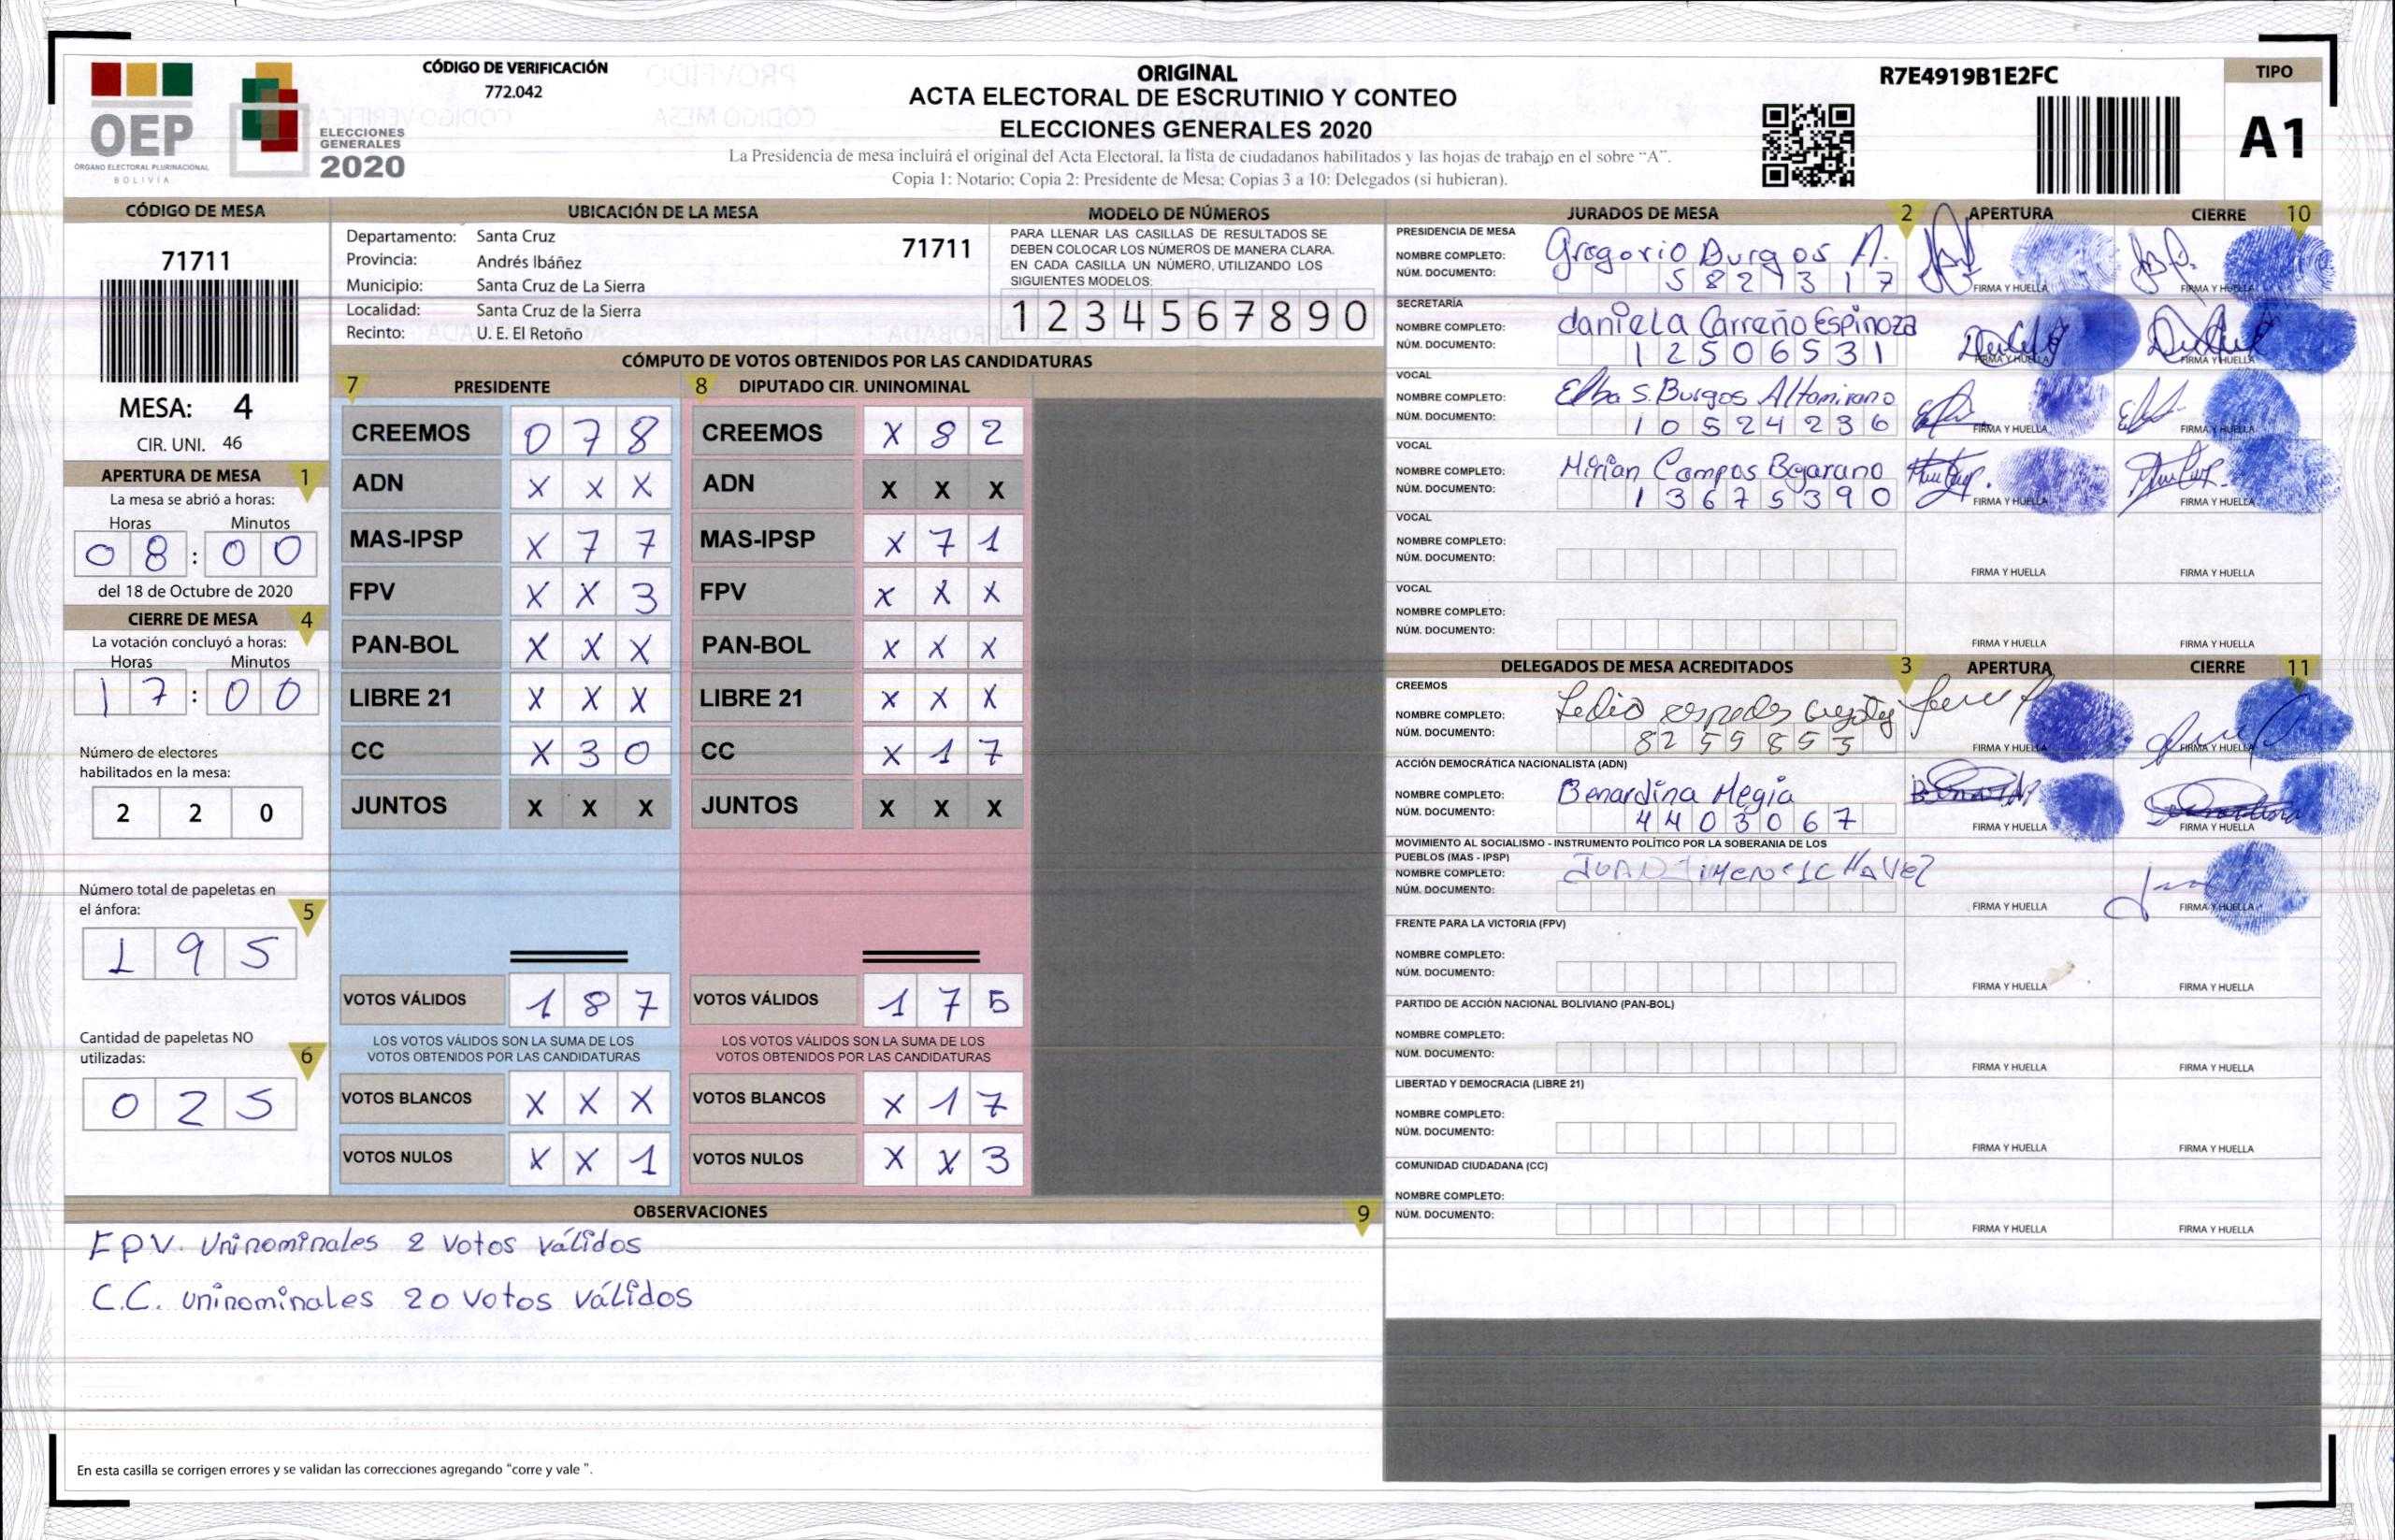 CÓDIGO DE VERIFICACIÓN
772.042
OEP
ÓRGANO ELECTORAL PLURINACIONAL
BOLIVIA
ELECCIONES
GENERALES
2020
ORIGINAL
ACTA ELECTORAL DE ESCRUTINIO Y CONTEO
ELECCIONES GENERALES 2020
La Presidencia de mesa incluirá el original del Acta Electoral, la lista de ciudadanos habilitados y las hojas de trabajo en el sobre "A".
Copia 1: Notario; Copia 2: Presidente de Mesa; Copias 3 a 10: Delegados (si hubieran).
R7E4919B1E2FC
TIPO
A1
CÓDIGO DE MESA
71711
MESA: 4
CIR. UNI. 46
APERTURA DE MESA 1
La mesa se abrió a horas:
Horas Minutos
08:00
del 18 de Octubre de 2020
CIERRE DE MESA 4
La votación concluyó a horas:
Horas Minutos
17:00
Número de electores
habilitados en la mesa:
2 2 0
Número total de papeletas en
el ánfora: 5
1 9 5
Cantidad de papeletas NO
utilizadas: 6
0 2 5
UBICACIÓN DE LA MESA
Departamento: Santa Cruz
Provincia: Andrés Ibáñez
Municipio: Santa Cruz de La Sierra
Localidad: Santa Cruz de la Sierra
Recinto: U. E. El Retoño
71711
MODELO DE NÚMEROS
PARA LLENAR LAS CASILLAS DE RESULTADOS SE
DEBEN COLOCAR LOS NÚMEROS DE MANERA CLARA.
EN CADA CASILLA UN NÚMERO, UTILIZANDO LOS
SIGUIENTES MODELOS:
1 2 3 4 5 6 7 8 9 0
CÓMPUTO DE VOTOS OBTENIDOS POR LAS CANDIDATURAS
7 PRESIDENTE
CREEMOS 0 7 8
ADN X X X
MAS-IPSP X 7 7
FPV X X 3
PAN-BOL X X X
LIBRE 21 X X X
CC X 3 0
JUNTOS X X X
VOTOS VÁLIDOS 1 8 7
LOS VOTOS VÁLIDOS SON LA SUMA DE LOS
VOTOS OBTENIDOS POR LAS CANDIDATURAS
VOTOS BLANCOS X X X
VOTOS NULOS X X 1
8 DIPUTADO CIR. UNINOMINAL
CREEMOS X 8 2
ADN X X X
MAS-IPSP X 7 1
FPV X X X
PAN-BOL X X X
LIBRE 21 X X X
CC X 1 7
JUNTOS X X X
VOTOS VÁLIDOS 1 7 5
LOS VOTOS VÁLIDOS SON LA SUMA DE LOS
VOTOS OBTENIDOS POR LAS CANDIDATURAS
VOTOS BLANCOS X 1 7
VOTOS NULOS X X 3
OBSERVACIONES 9
FPV. Uninominales 2 Votos válidos
C.C. uninominales 20 Votos válidos
En esta casilla se corrigen errores y se validan las correcciones agregando "corre y vale ".
JURADOS DE MESA 2 APERTURA CIERRE 10
PRESIDENCIA DE MESA
NOMBRE COMPLETO: Gregorio Burgos A.
NÚM. DOCUMENTO:
FIRMA Y HUELLA FIRMA Y HUELLA
SECRETARÍA
NOMBRE COMPLETO: daniela Carreño Espinoza
NÚM. DOCUMENTO: 1 2 5 0 6 5 3 1
FIRMA Y HUELLA FIRMA Y HUELLA
VOCAL
NOMBRE COMPLETO: Elba S. Burgos Altamirano
NÚM. DOCUMENTO: 1 0 5 2 4 2 3 6
FIRMA Y HUELLA FIRMA Y HUELLA
VOCAL
NOMBRE COMPLETO: Mirian Campos Bejarano
NÚM. DOCUMENTO: 1 3 6 7 5 3 9 0
FIRMA Y HUELLA FIRMA Y HUELLA
VOCAL
NOMBRE COMPLETO:
NÚM. DOCUMENTO:
FIRMA Y HUELLA FIRMA Y HUELLA
VOCAL
NOMBRE COMPLETO:
NÚM. DOCUMENTO:
FIRMA Y HUELLA FIRMA Y HUELLA
DELEGADOS DE MESA ACREDITADOS 3 APERTURA CIERRE 11
CREEMOS
NOMBRE COMPLETO:
NÚM. DOCUMENTO: 8 2 5 9 8 5 3
FIRMA Y HUELLA FIRMA Y HUELLA
ACCIÓN DEMOCRÁTICA NACIONALISTA (ADN)
NOMBRE COMPLETO: Benardina Megia
NÚM. DOCUMENTO: 4 4 0 3 0 6 7
FIRMA Y HUELLA FIRMA Y HUELLA
MOVIMIENTO AL SOCIALISMO - INSTRUMENTO POLÍTICO POR LA SOBERANIA DE LOS
PUEBLOS (MAS - IPSP)
NOMBRE COMPLETO: JUAN
NÚM. DOCUMENTO:
FIRMA Y HUELLA FIRMA Y HUELLA
FRENTE PARA LA VICTORIA (FPV)
NOMBRE COMPLETO:
NÚM. DOCUMENTO:
FIRMA Y HUELLA FIRMA Y HUELLA
PARTIDO DE ACCIÓN NACIONAL BOLIVIANO (PAN-BOL)
NOMBRE COMPLETO:
NÚM. DOCUMENTO:
FIRMA Y HUELLA FIRMA Y HUELLA
LIBERTAD Y DEMOCRACIA (LIBRE 21)
NOMBRE COMPLETO:
NÚM. DOCUMENTO:
FIRMA Y HUELLA FIRMA Y HUELLA
COMUNIDAD CIUDADANA (CC)
NOMBRE COMPLETO:
NÚM. DOCUMENTO:
FIRMA Y HUELLA FIRMA Y HUELLA